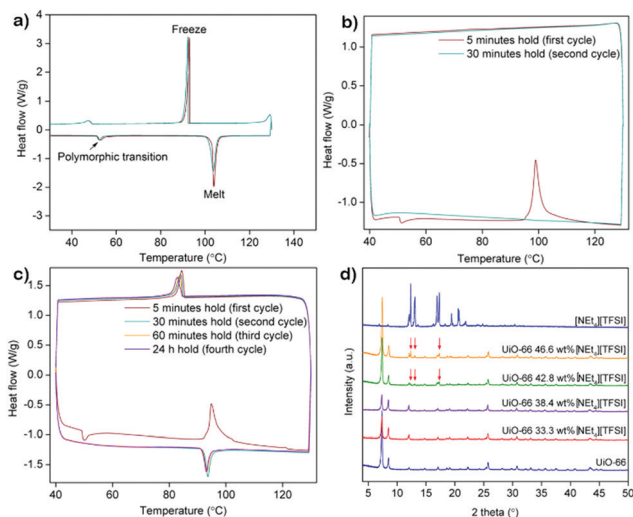 a)
Freeze
Polymorphic transition
Melt
Heat flow (W/g)
4
3
2
1
0
-1
-2
-3
40 60 80 100 120 140
Temperature (°C)
b)
5 minutes hold (first cycle)
30 minutes hold (second cycle)
Heat flow (W/g)
1.0
0.5
0.0
-0.5
-1.0
40 60 80 100 120
Temperature (°C)
c)
5 minutes hold (first cycle)
30 minutes hold (second cycle)
60 minutes hold (third cycle)
24 h hold (fourth cycle)
Heat flow (W/g)
1.5
1.0
0.5
0.0
-0.5
-1.0
-1.5
40 60 80 100 120
Temperature (°C)
d)
[NEt4][TFSI]
UiO-66 46.6 wt% [NEt4][TFSI]
UiO-66 42.8 wt% [NEt4][TFSI]
UiO-66 38.4 wt% [NEt4][TFSI]
UiO-66 33.3 wt% [NEt4][TFSI]
UiO-66
Intensity (a.u.)
5 10 15 20 25 30 35 40 45 50
2 theta (°)